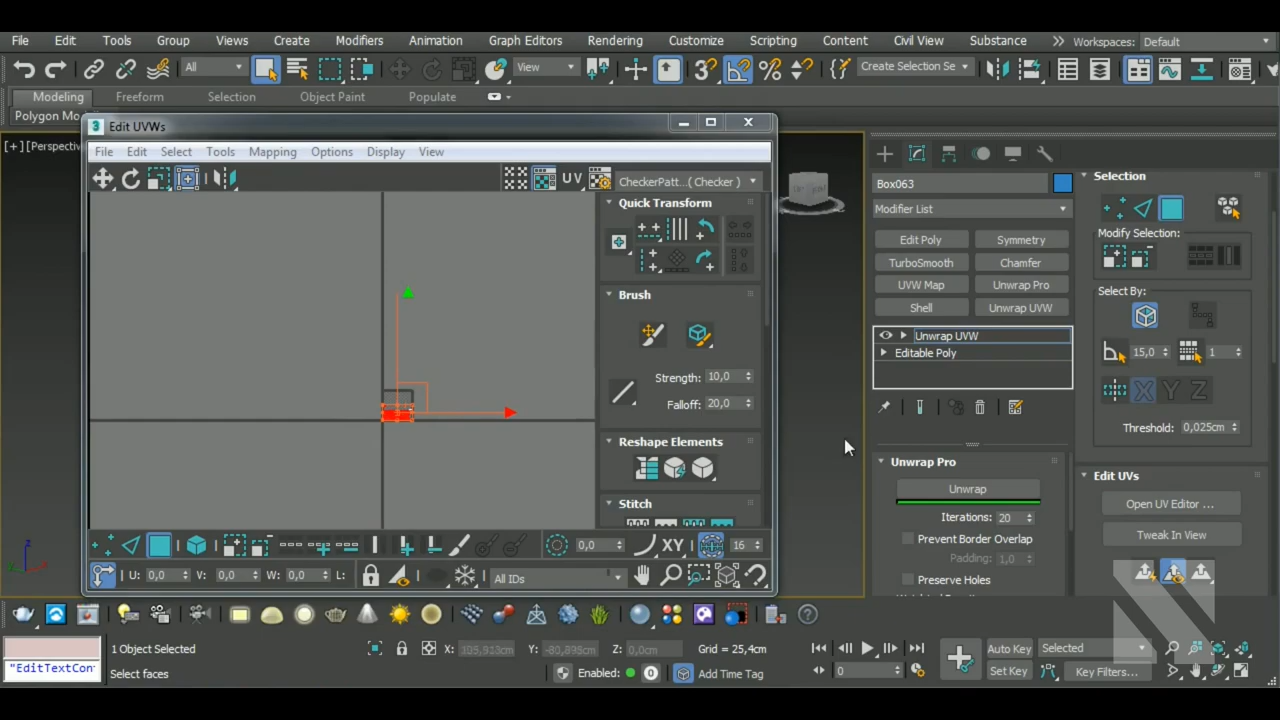 File Edit Tools Group Views Create Modifiers Animation Graph Editors Rendering Customize Scripting Content Civil View Substance Workspaces: Default
All View Create Selection Se
Modeling Freeform Selection Object Paint Populate
Polygon Mo
[+] [Perspectiv
3 Edit UVWs
File Edit Select Tools Mapping Options Display View
UV CheckerPatt...( Checker )
Quick Transform
Brush
Strength: 10,0
Falloff: 20,0
Reshape Elements
Stitch
0,0 XY 16
U: 0,0 V: 0,0 W: 0,0 L: All IDs
Box063
Modifier List
Edit Poly Symmetry
TurboSmooth Chamfer
UVW Map Unwrap Pro
Shell Unwrap UVW
Unwrap UVW
Editable Poly
Unwrap Pro
Unwrap
Iterations: 20
Prevent Border Overlap
Padding: 1,0
Preserve Holes
Selection
Modify Selection:
Select By:
15,0 1
X Y Z
Threshold: 0,025cm
Edit UVs
Open UV Editor ...
Tweak In View
1 Object Selected X: Y: Z: 0,0cm Grid = 25,4cm Auto Key Selected
"EditTextCon
Select faces Enabled: 0 Add Time Tag 0 Set Key Key Filters...